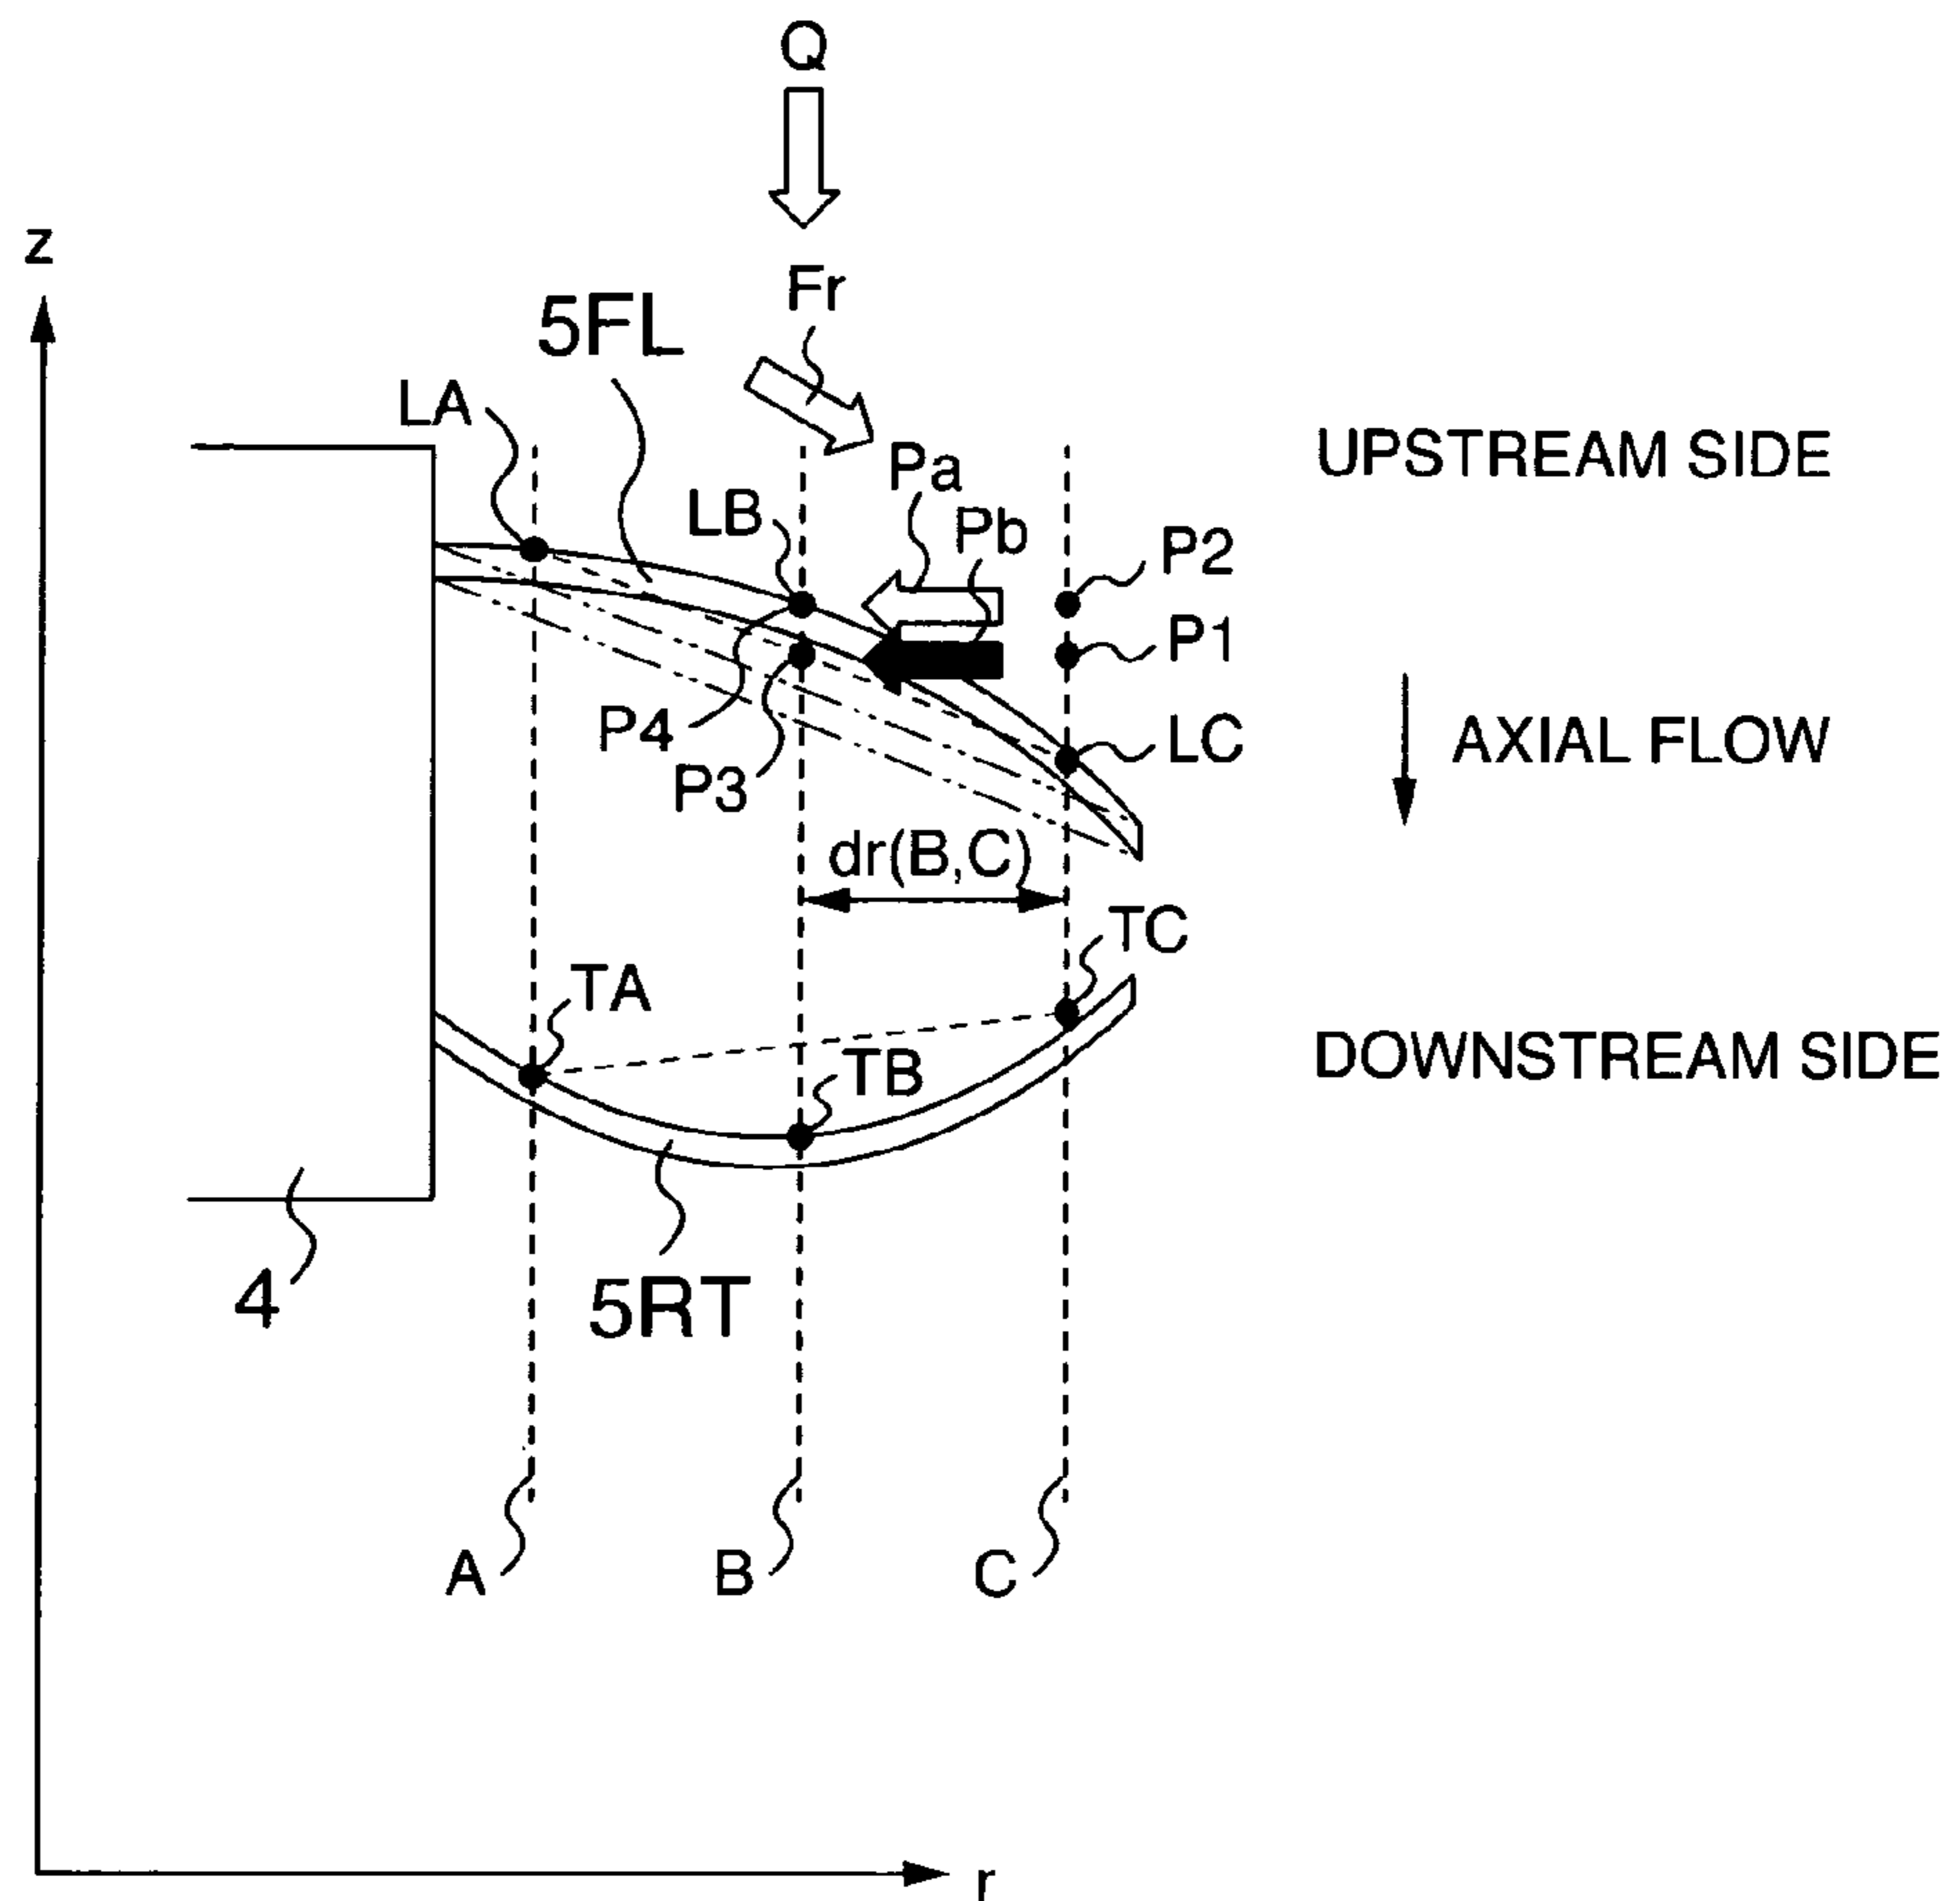 Q
z
Fr
5FL
LA
UPSTREAM SIDE
Pa
LB
Pb
P2
P1
P4
LC
AXIAL FLOW
P3
dr(B,C)
TC
TA
DOWNSTREAM SIDE
TB
4
5RT
A
B
C
r